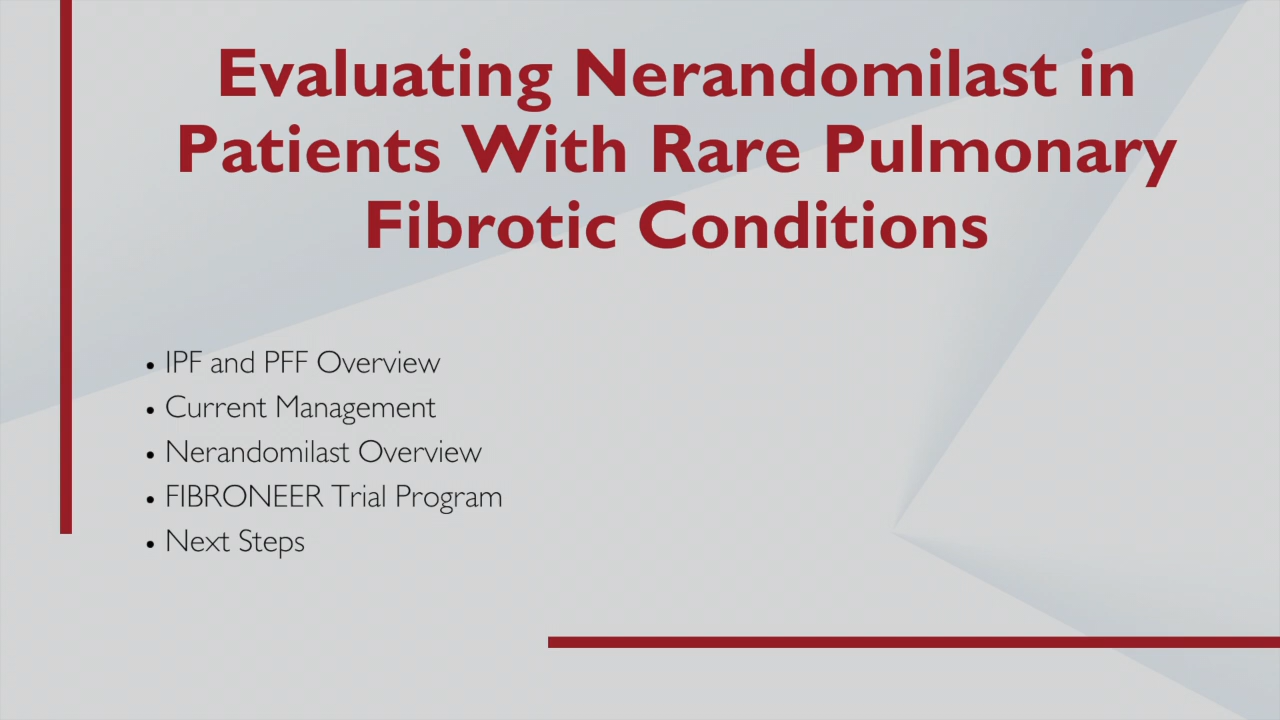 Evaluating Nerandomilast in
Patients With Rare Pulmonary
Fibrotic Conditions
• IPF and PFF Overview
• Current Management
• Nerandomilast Overview
• FIBRONEER Trial Program
• Next Steps